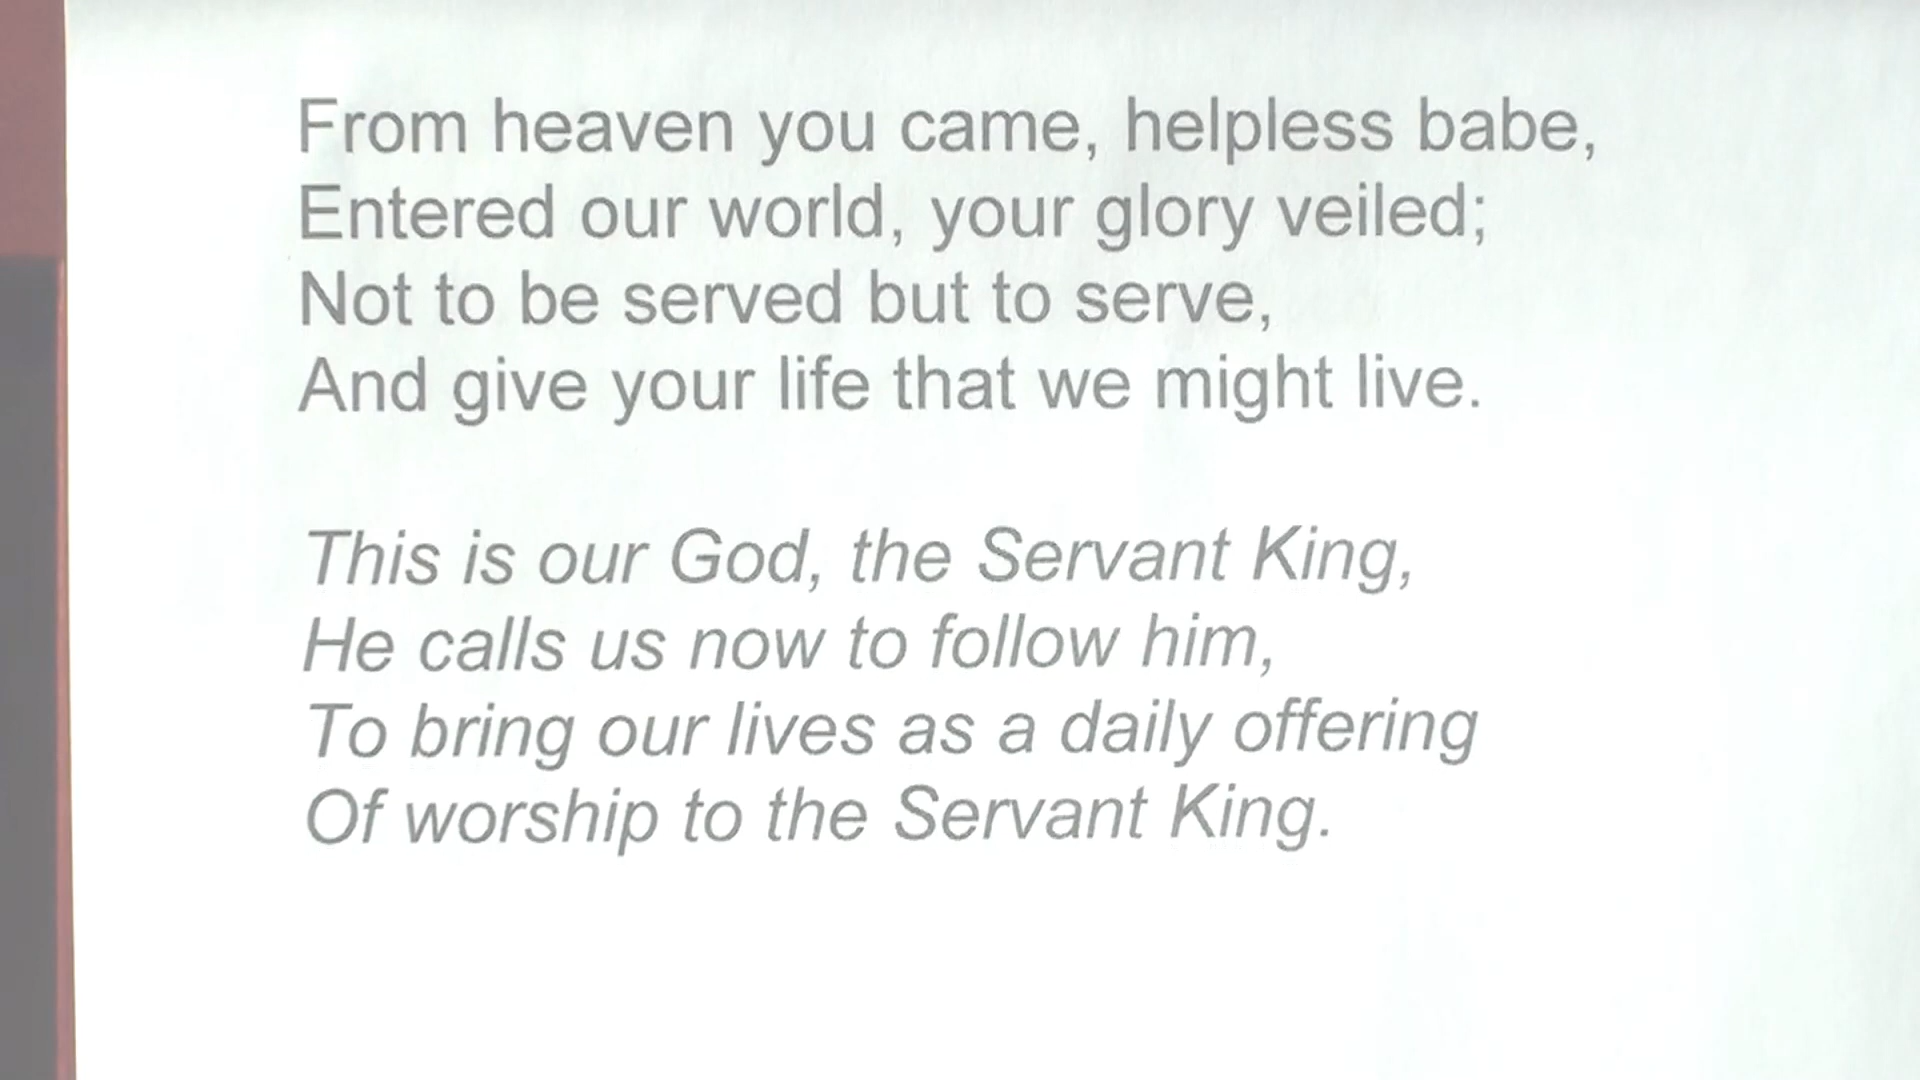 From heaven you came, helpless babe,
Entered our world, your glory veiled;
Not to be served but to serve,
And give your life that we might live.
This is our God, the Servant King,
He calls us now to follow him,
To bring our lives as a daily offering
Of worship to the Servant King.